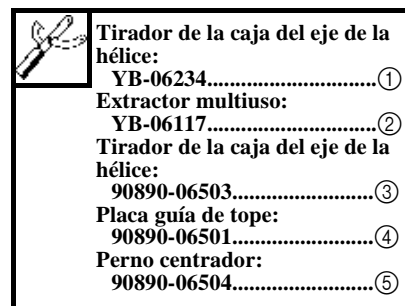 Tirador de la caja del eje de la
hélice:
YB-06234..............................①
Extractor multiuso:
YB-06117..............................②
Tirador de la caja del eje de la
hélice:
90890-06503.........................③
Placa guía de tope:
90890-06501.........................④
Perno centrador:
90890-06504.........................⑤